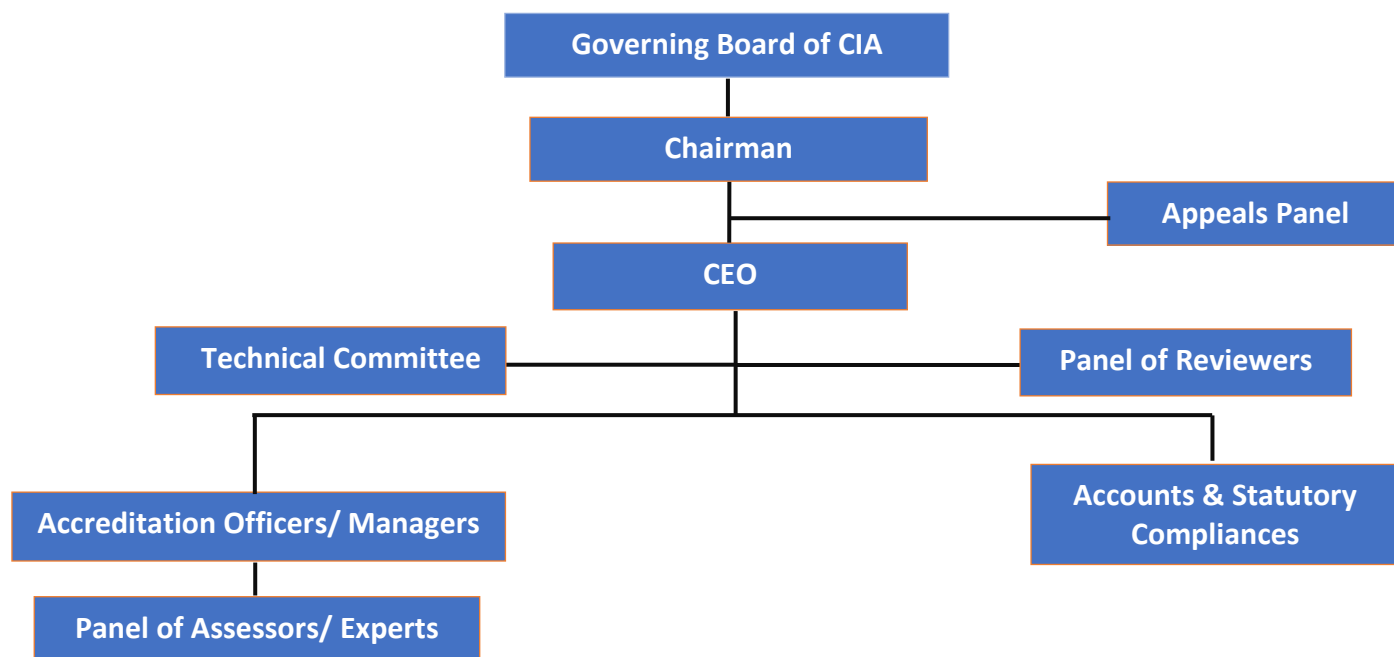 Governing Board of CIA
Chairman
Appeals Panel
CEO
Technical Committee
Panel of Reviewers
Accreditation Officers/ Managers
Accounts & Statutory
Compliances
Panel of Assessors/ Experts